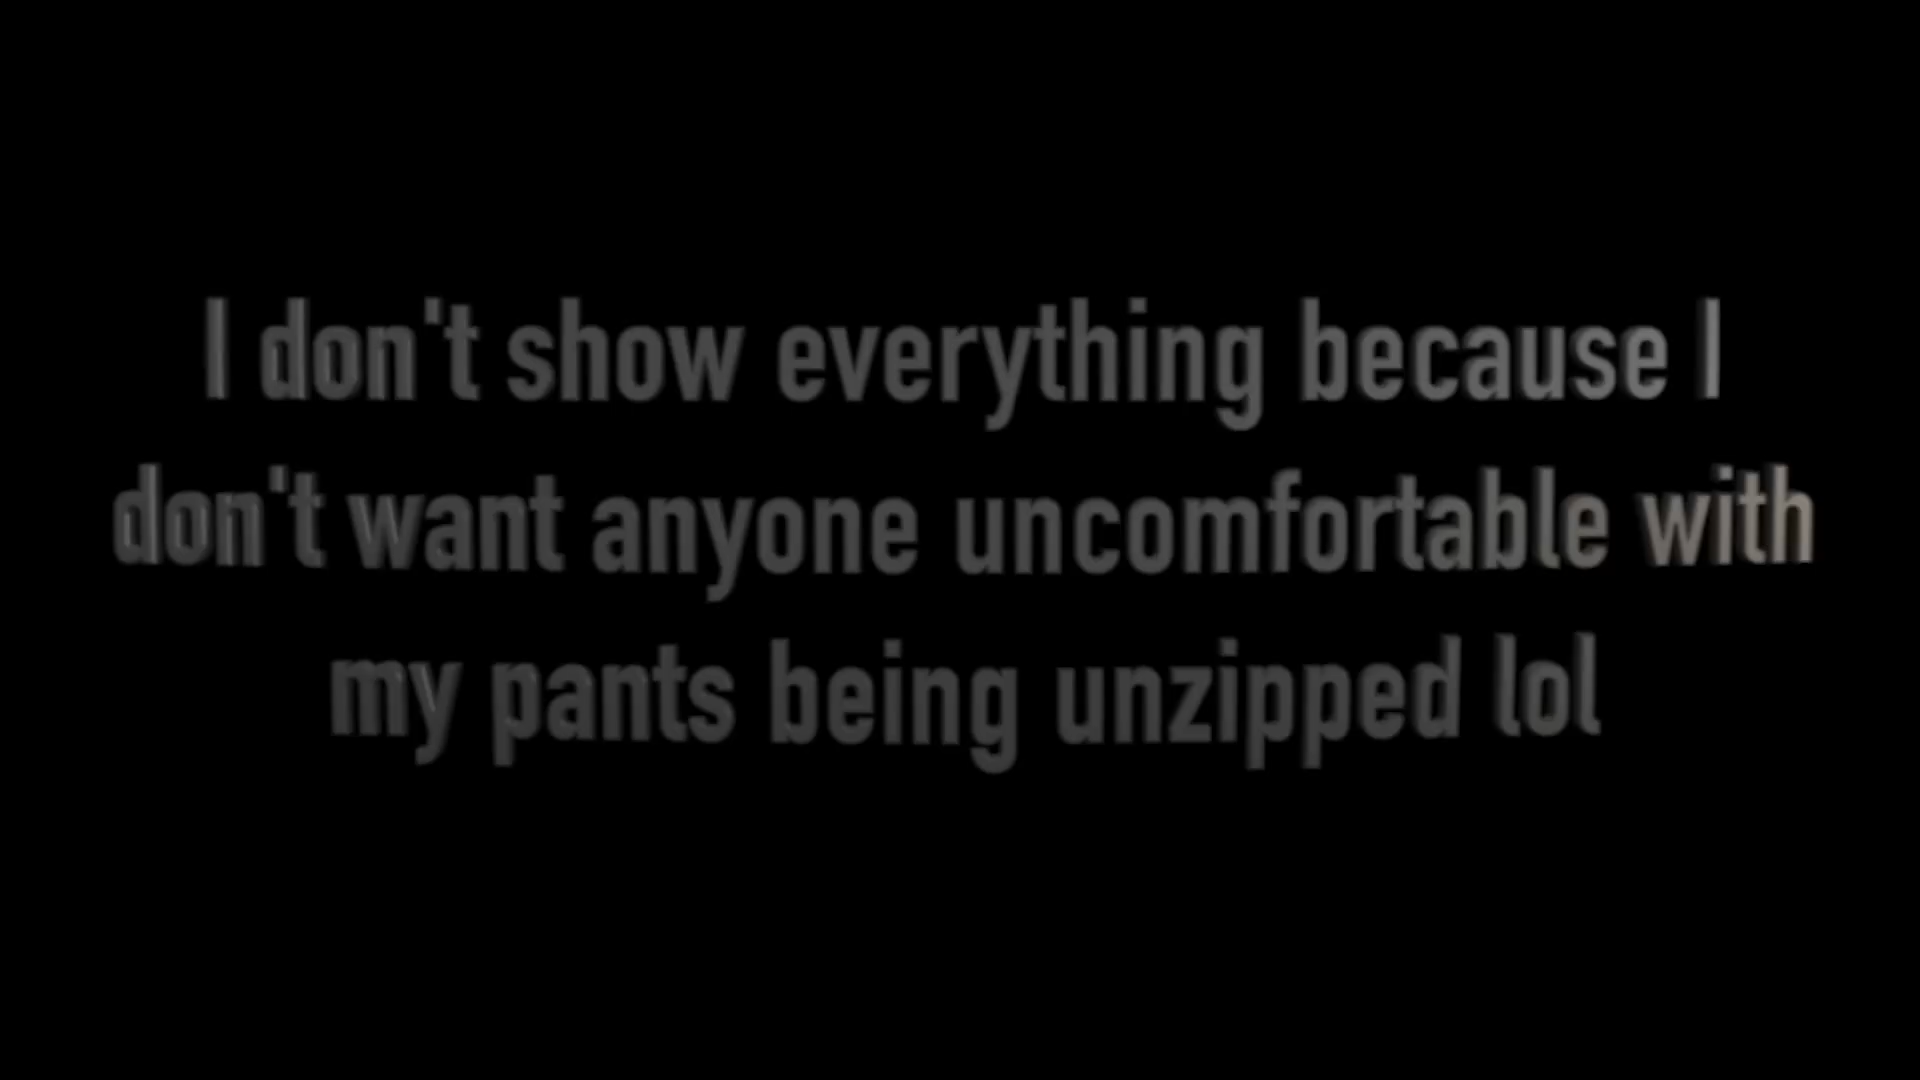 I don't show everything because I
don't want anyone uncomfortable with
my pants being unzipped lol